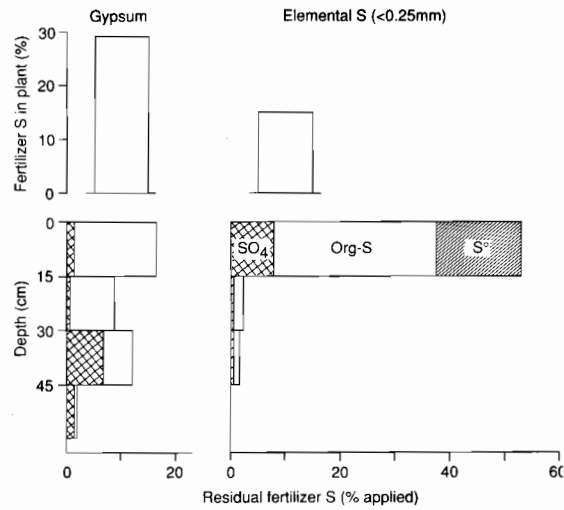 Gypsum
Elemental S (<0.25mm)
Fertilizer S in plant (%)
30
20
10
0
Depth (cm)
0
15
30
45
SO4
Org-S
S°
0
20
0
20
40
60
Residual fertilizer S (% applied)